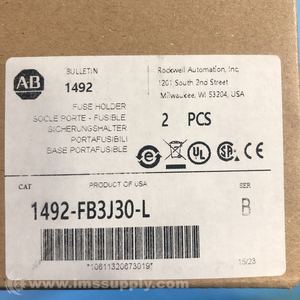 AB
BULLETIN
1492
Rockwell Automation, Inc.
1201 South 2nd Street
Milwaukee, WI 53204, USA
FUSE HOLDER
SOCLE PORTE - FUSIBLE
SICHERUNGSHALTER
PORTAFUSIBILI
BASE PORTAFUSIBLE
2 PCS
CAT
PRODUCT OF USA
SER
1492-FB3J30-L
B
*10611320673019*
15/23
© www.imssupply.com